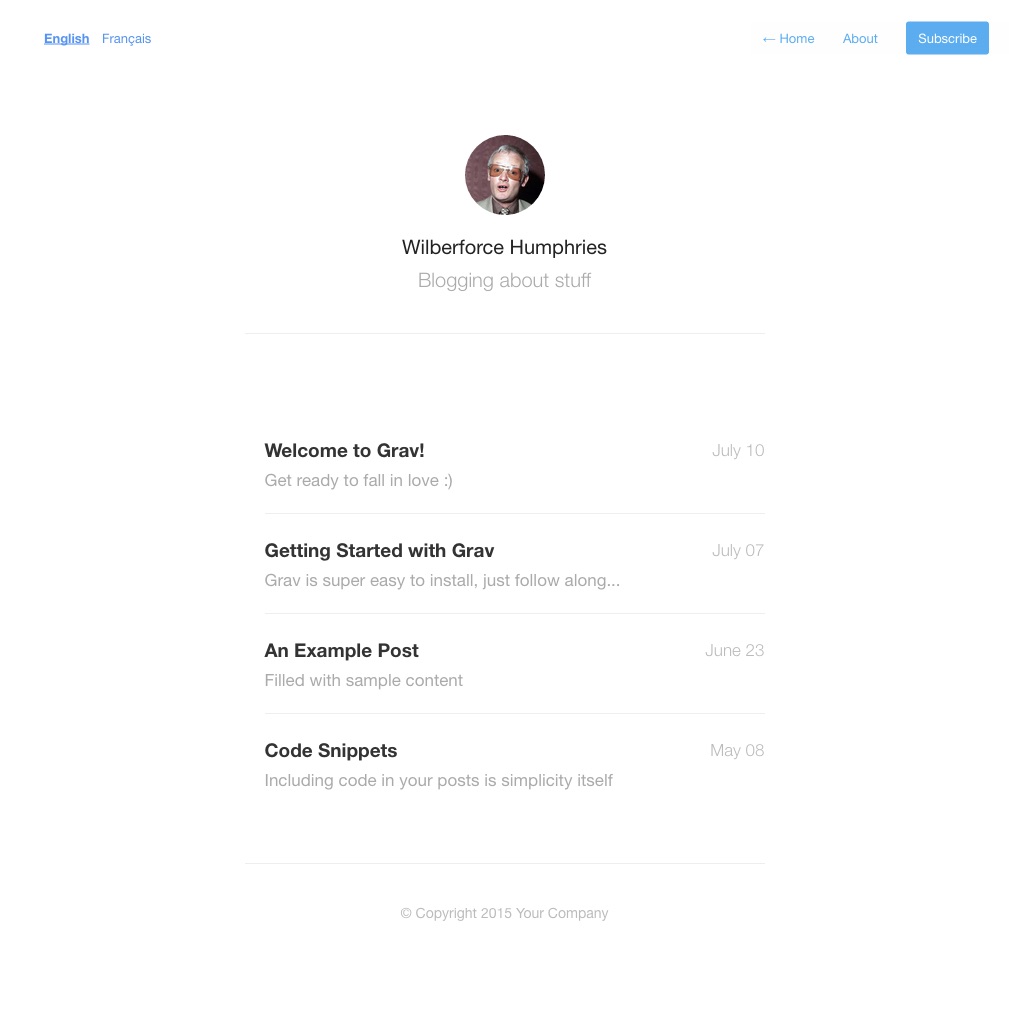 English Français
← Home About Subscribe
Wilberforce Humphries
Blogging about stuff
Welcome to Grav! July 10
Get ready to fall in love :)
Getting Started with Grav July 07
Grav is super easy to install, just follow along...
An Example Post June 23
Filled with sample content
Code Snippets May 08
Including code in your posts is simplicity itself
© Copyright 2015 Your Company